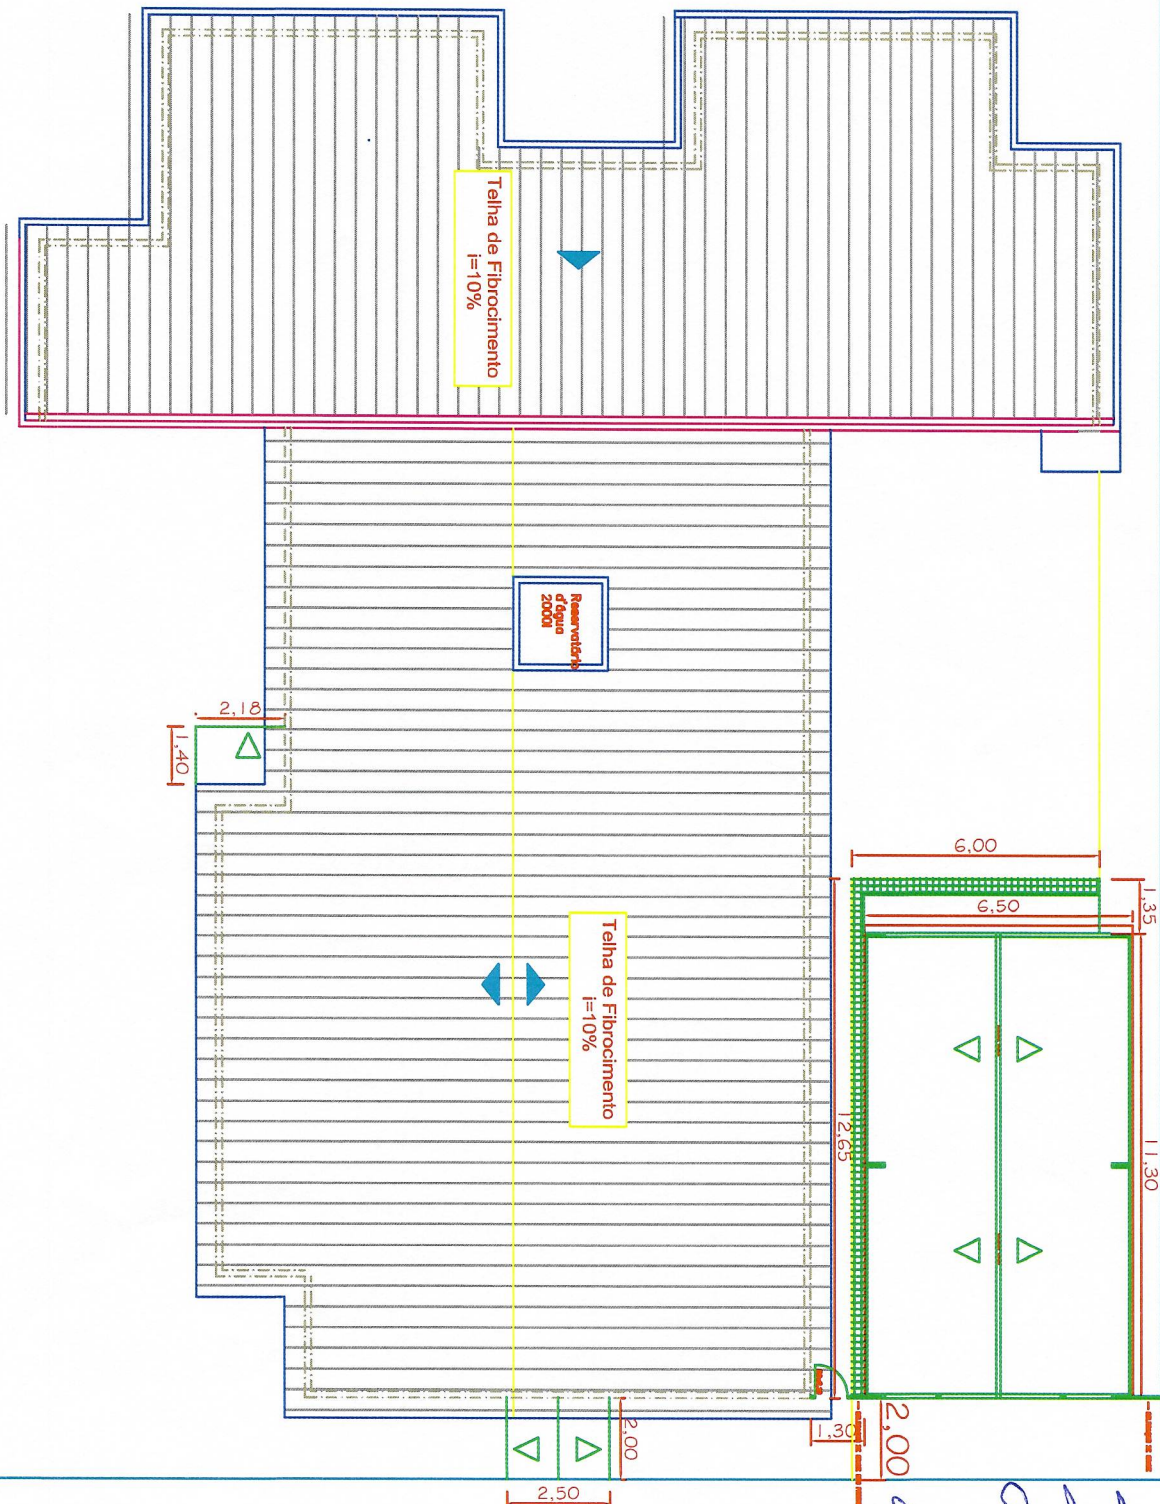 Telha de Fibrocimento
i=10%
Reservatório
d'água
2000l
2,18
1,40
6,00
1,35
6,50
Telha de Fibrocimento
i=10%
12,65
11,30
2,00
1,30
2,00
2,50